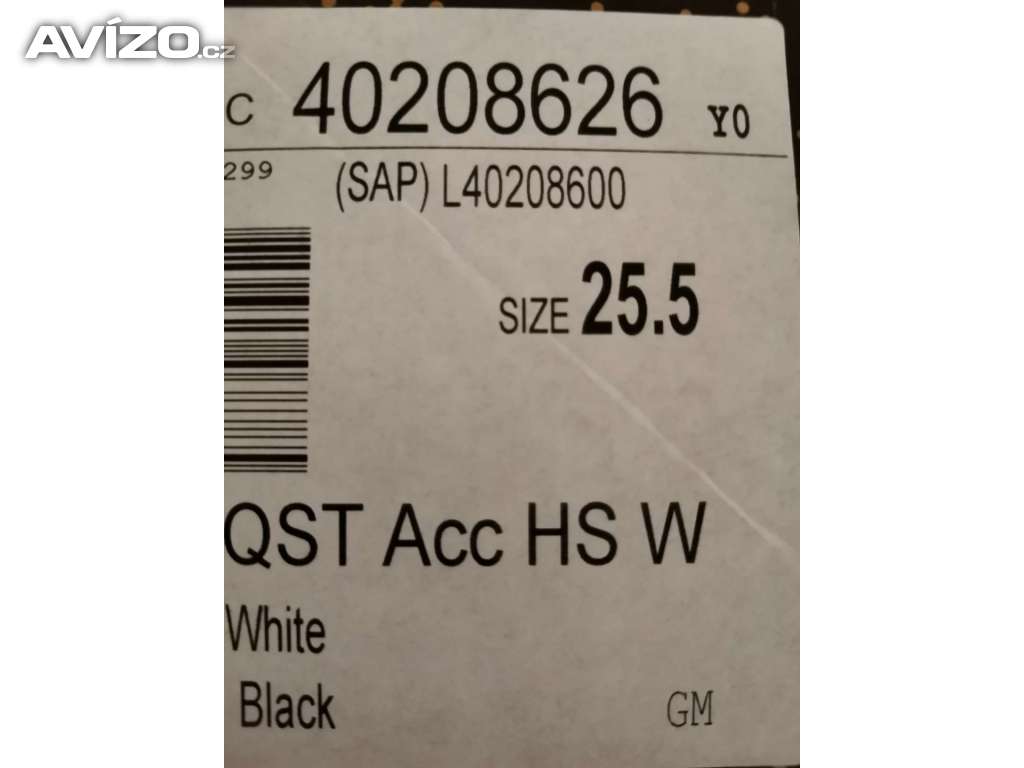 AVÍZO.cz
C 40208626 Y0
299 (SAP) L40208600
SIZE 25.5
QST Acc HS W
White
Black GM